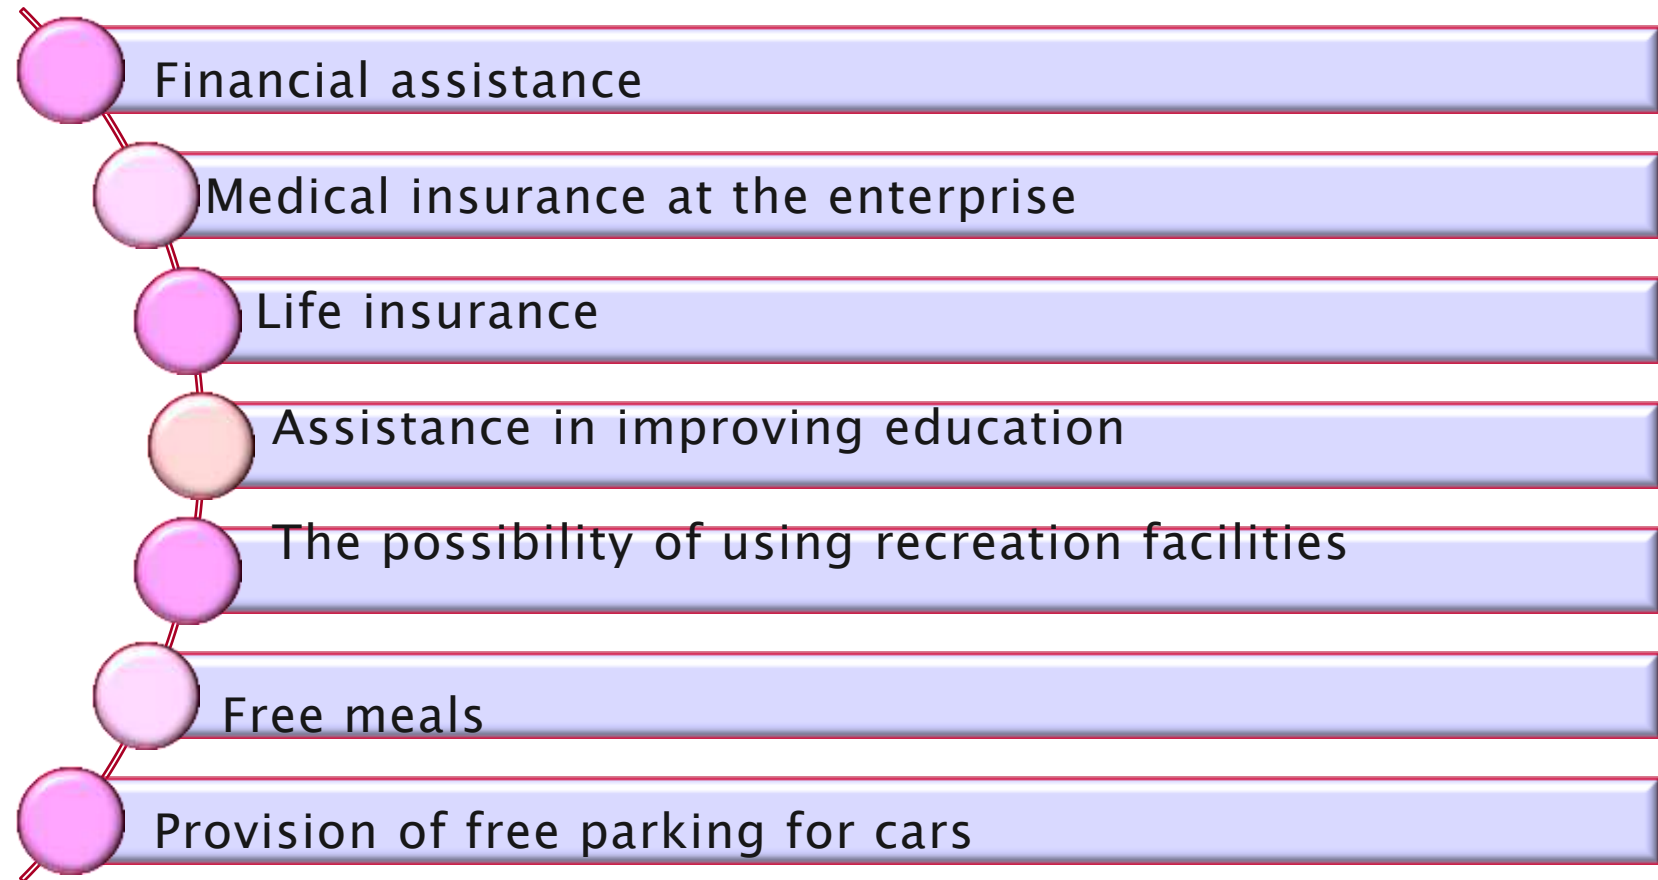 Financial assistance
Medical insurance at the enterprise
Life insurance
Assistance in improving education
The possibility of using recreation facilities
Free meals
Provision of free parking for cars